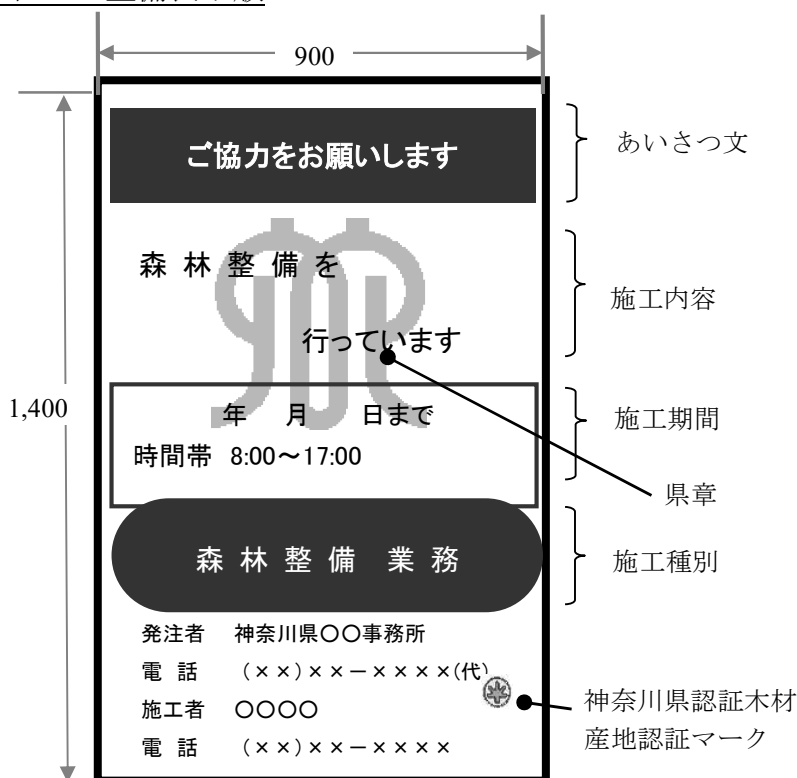 900
1,400
ご協力をお願いします
あいさつ文
森 林 整 備 を
行っています
施工内容
年 月 日まで
時間帯 8:00～17:00
施工期間
県章
森 林 整 備 業 務
施工種別
発注者 神奈川県〇〇事務所
電 話 (××)××－××××(代)
施工者 〇〇〇〇
電 話 (××)××－××××
神奈川県認証木材
産地認証マーク